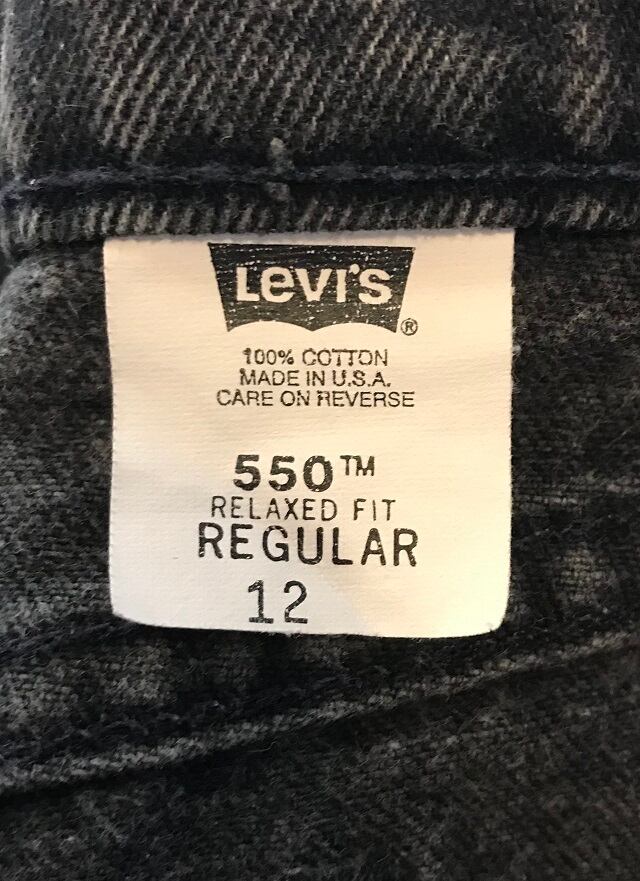 LEVI'S®
100% COTTON
MADE IN U.S.A.
CARE ON REVERSE
550™
RELAXED FIT
REGULAR
12